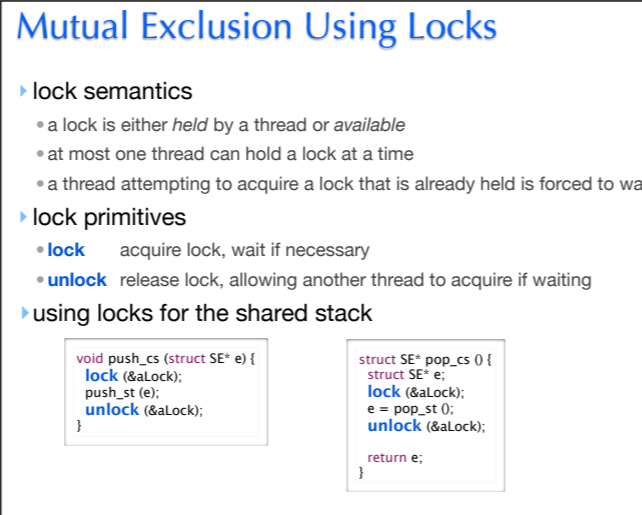 Mutual Exclusion Using Locks
lock semantics
a lock is either held by a thread or available
at most one thread can hold a lock at a time
a thread attempting to acquire a lock that is already held is forced to
lock primitives
lock acquire lock, wait if necessary
unlock release lock, allowing another thread to acquire if waiting
using locks for the shared stack
void push_cs (struct SE* e) {
lock (&aLock);
push_st (e);
unlock (&aLock);
}
struct SE* pop_cs () {
struct SE* e;
lock (&aLock);
e = pop_st ();
unlock (&aLock);
return e;
}